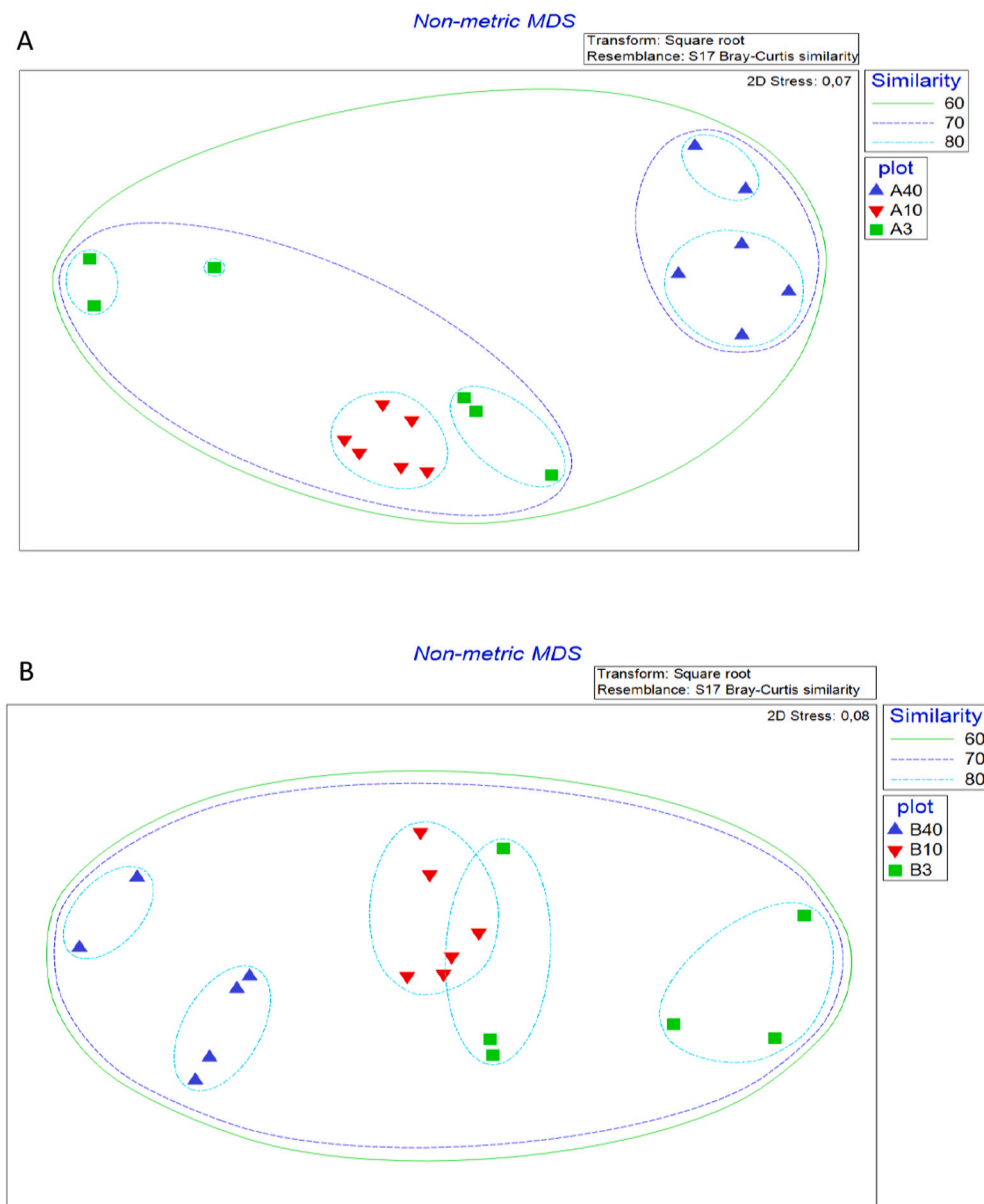 A
Non-metric MDS
Transform: Square root
Resemblance: S17 Bray-Curtis similarity
2D Stress: 0,07
Similarity
60
70
80
plot
A40
A10
A3
B
Non-metric MDS
Transform: Square root
Resemblance: S17 Bray-Curtis similarity
2D Stress: 0,08
Similarity
60
70
80
plot
B40
B10
B3